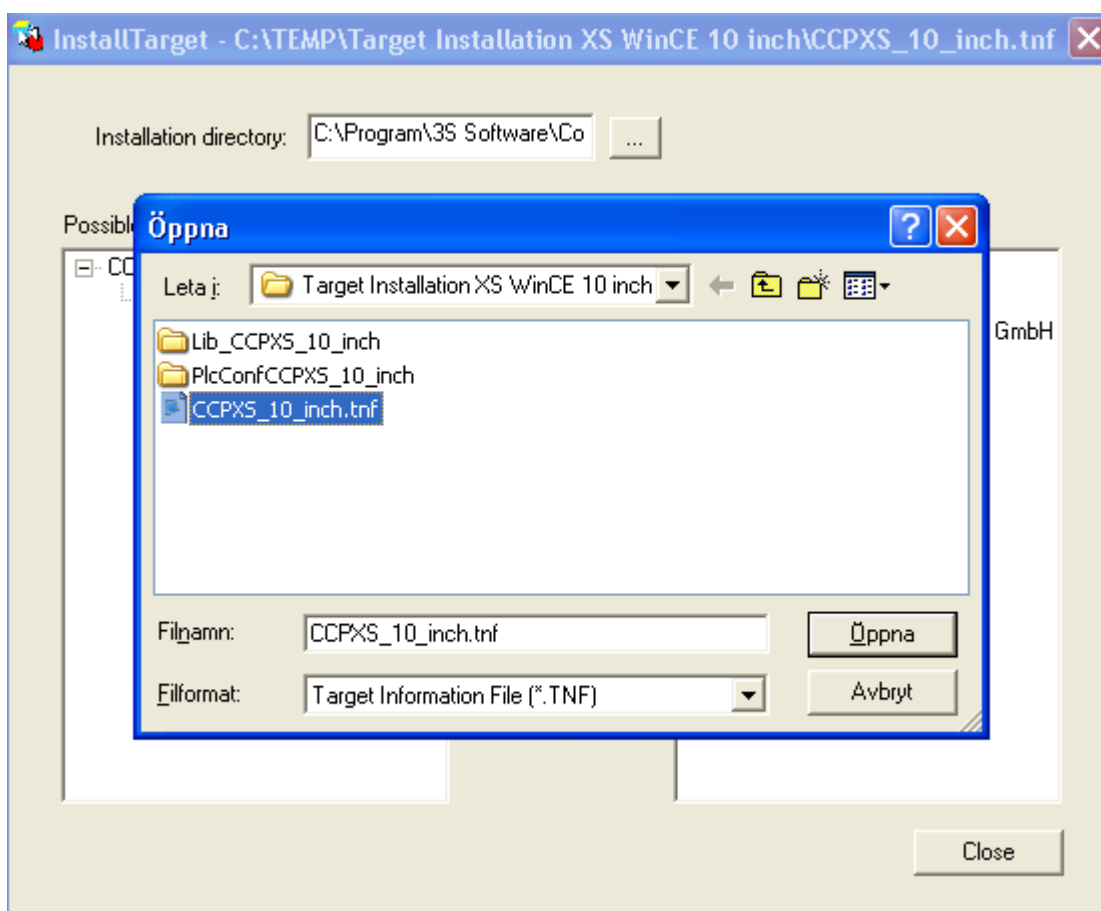 InstallTarget - C:\TEMP\Target Installation XS WinCE 10 inch\CCPXS_10_inch.tnf
Installation directory: C:\Program\3S Software\Co ...
Öppna
Leta i: Target Installation XS WinCE 10 inch
Lib_CCPXS_10_inch
GmbH
PlcConfCCPXS_10_inch
CCPXS_10_inch.tnf
Filnamn: CCPXS_10_inch.tnf Öppna
Filformat: Target Information File (*.TNF) Avbryt
Close